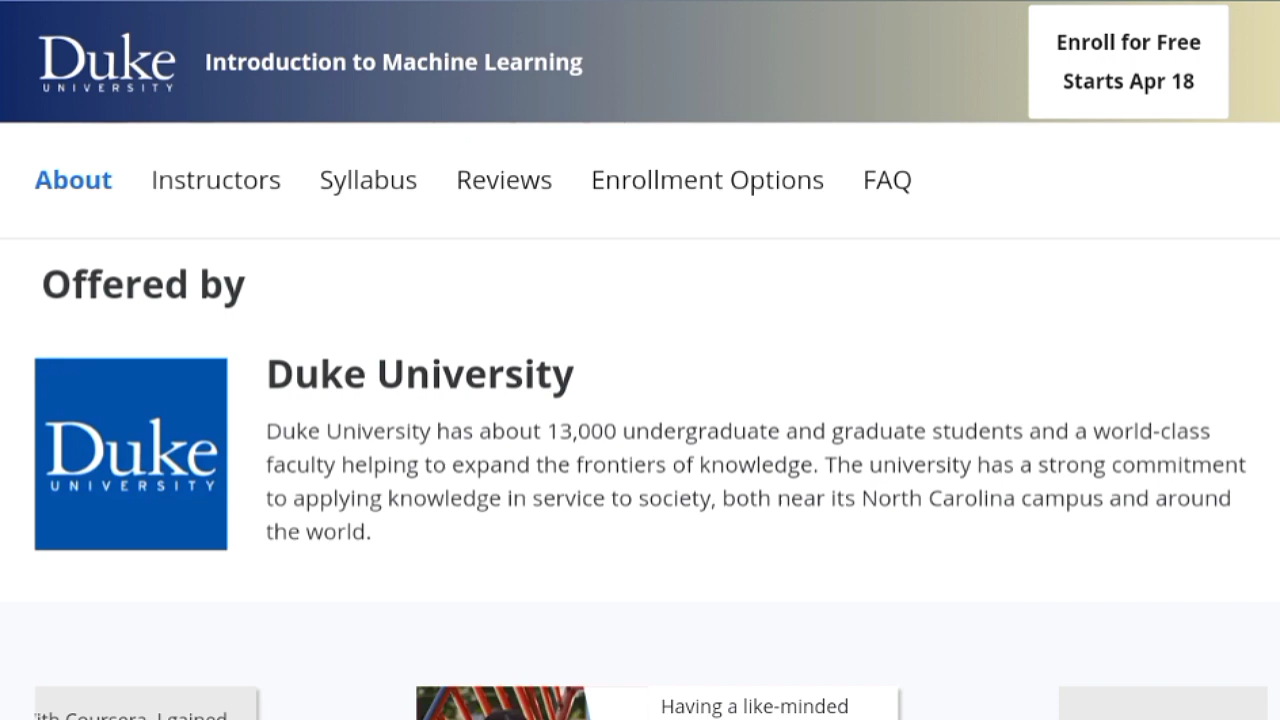 Duke
UNIVERSITY
Introduction to Machine Learning
Enroll for Free
Starts Apr 18
About Instructors Syllabus Reviews Enrollment Options FAQ
Offered by
Duke
UNIVERSITY
Duke University
Duke University has about 13,000 undergraduate and graduate students and a world-class
faculty helping to expand the frontiers of knowledge. The university has a strong commitment
to applying knowledge in service to society, both near its North Carolina campus and around
the world.
Coursera, I gained
Having a like-minded